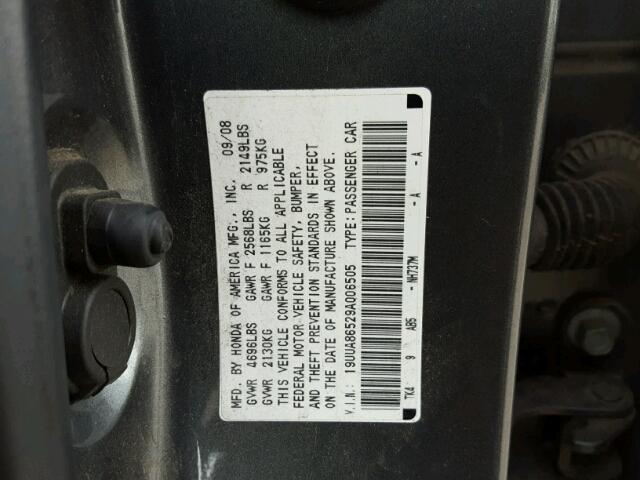 MFD. BY HONDA OF AMERICA MFG., INC. 09/08
GVWR 4698LBS GAWR F 2568LBS R 2149LBS
GVWR 2130KG GAWR F 1165KG R 975KG
THIS VEHICLE CONFORMS TO ALL APPLICABLE
FEDERAL MOTOR VEHICLE SAFETY, BUMPER,
AND THEFT PREVENTION STANDARDS IN EFFECT
ON THE DATE OF MANUFACTURE SHOWN ABOVE.
V.I.N.: 19UUA86529A006505 TYPE:PASSENGER CAR
TK4 9 AB5 - NH737M - A - A